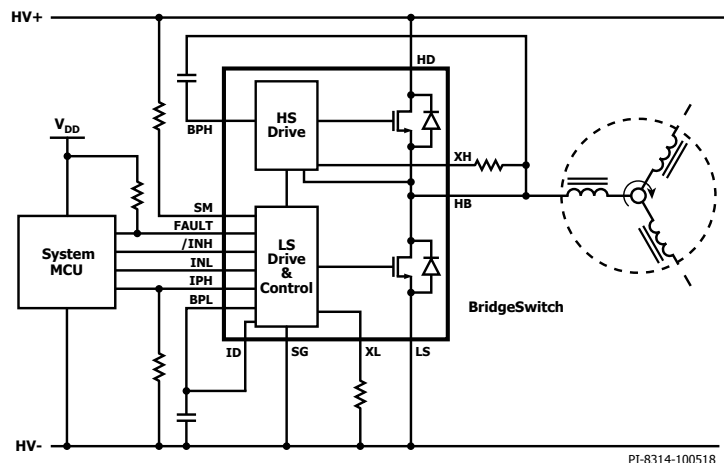 HV+
HD
BPH
HS
Drive
V_DD
XH
HB
SM
FAULT
/INH
INL
IPH
BPL
System
MCU
LS
Drive
&
Control
BridgeSwitch
ID
SG
XL
LS
HV-
PI-8314-100518